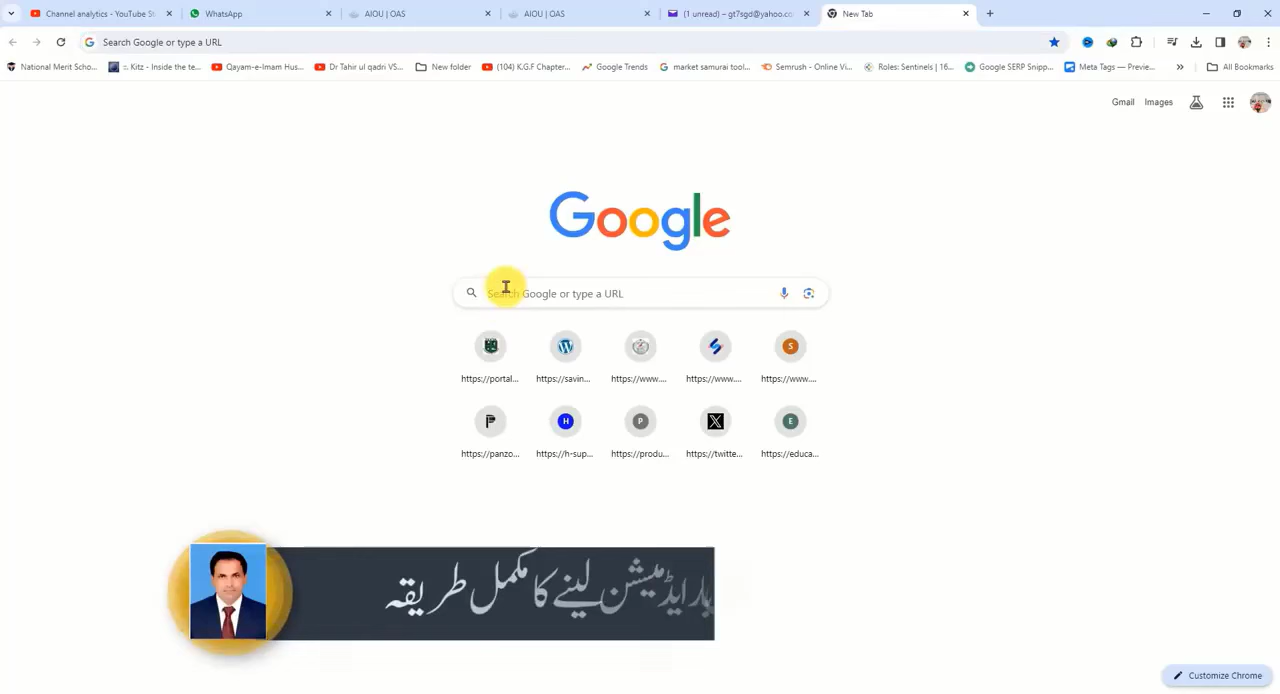 Channel analytics - YouTube St
WhatsApp
AIOU | OAS
AIOU | OAS
(1 unread) – gt7sgd@yahoo.co
New Tab
Search Google or type a URL
National Merit Scho...
:. Kitz - Inside the te...
Qayam-e-Imam Hus...
Dr Tahir ul qadri VS...
New folder
(104) K.G.F Chapter...
Google Trends
market samurai tool...
Semrush - Online Vi...
Roles: Sentinels | 16...
Google SERP Snipp...
Meta Tags — Previe...
All Bookmarks
Gmail
Images
Google
Search Google or type a URL
https://portal...
https://savin...
https://www....
https://www....
https://www....
https://panzo...
https://h-sup...
https://produ...
https://twitte...
https://educa...
بار ایڈمیشن لینے کا مکمل طریقہ
Customize Chrome